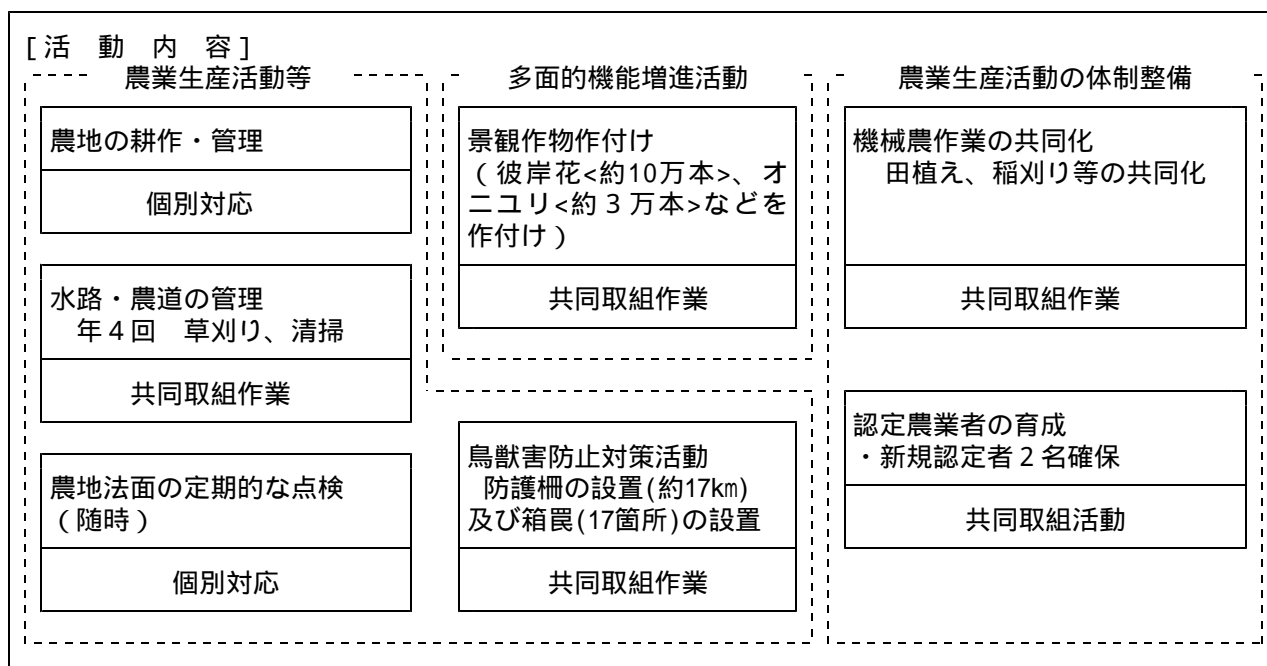 [活　動　内　容]
農業生産活動等
農地の耕作・管理
個別対応
水路・農道の管理
年４回　草刈り、清掃
共同取組作業
農地法面の定期的な点検
（随時）
個別対応
鳥獣害防止対策活動
防護柵の設置(約17㎞)
及び箱罠(17箇所)の設置
共同取組作業
多面的機能増進活動
景観作物作付け
（彼岸花<約10万本>、オ
ニユリ<約３万本>などを
作付け）
共同取組作業
農業生産活動の体制整備
機械農作業の共同化
田植え、稲刈り等の共同化
共同取組作業
認定農業者の育成
・新規認定者２名確保
共同取組活動